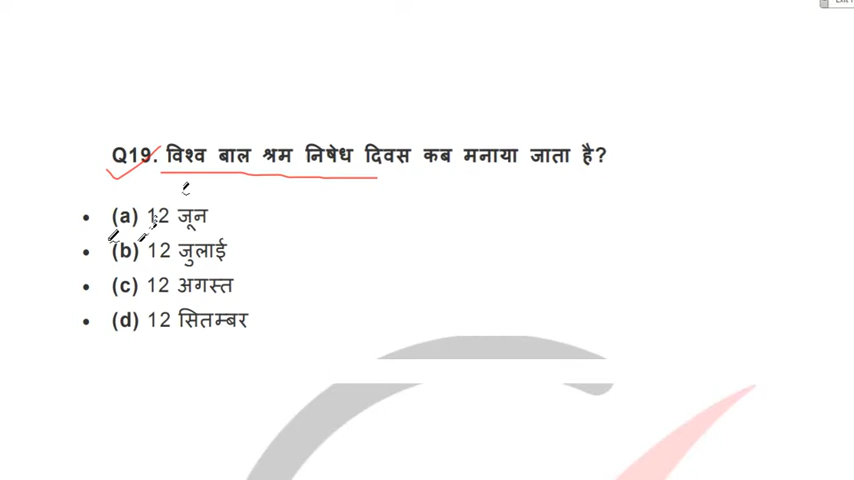 Q19. विश्व बाल श्रम निषेध दिवस कब मनाया जाता है?
• (a) 12 जून
• (b) 12 जुलाई
• (c) 12 अगस्त
• (d) 12 सितम्बर